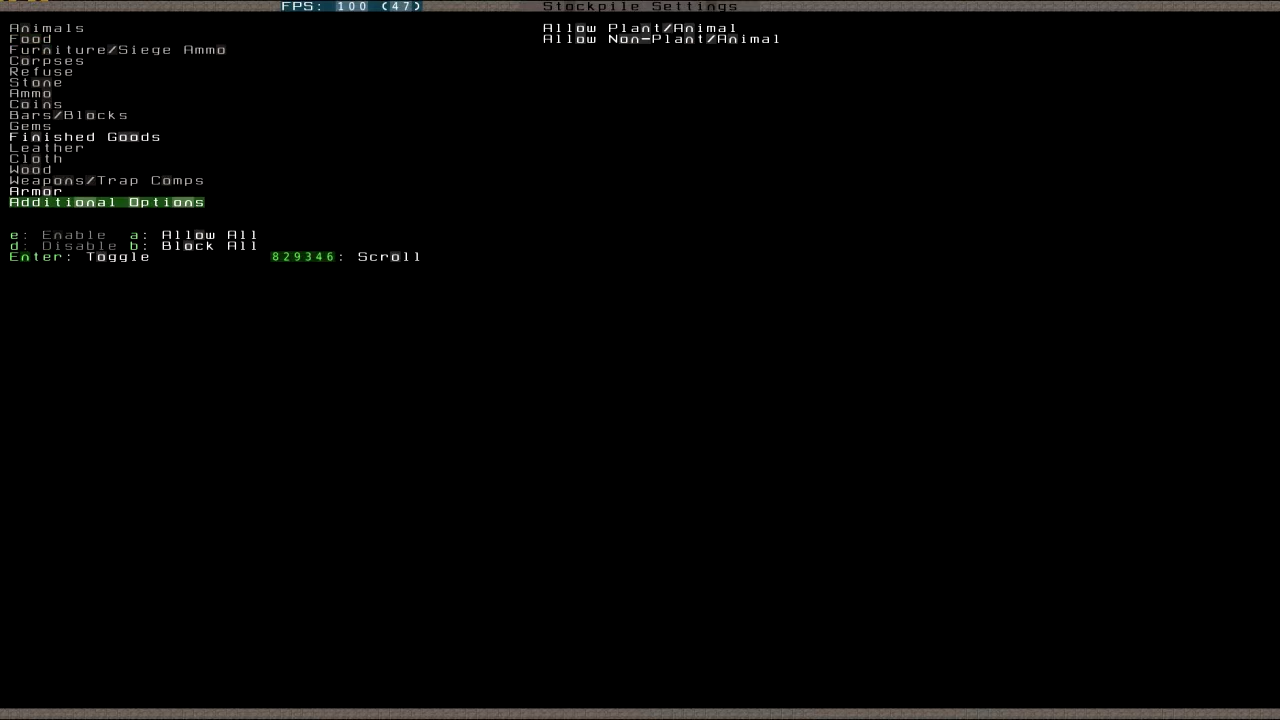 FPS: 100 (47) Stockpile Settings
Animals Allow Plant/Animal
Food Allow Non-Plant/Animal
Furniture/Siege Ammo
Corpses
Refuse
Stone
Ammo
Coins
Bars/Blocks
Gems
Finished Goods
Leather
Cloth
Wood
Weapons/Trap Comps
Armor
Additional Options
e: Enable a: Allow All
d: Disable b: Block All
Enter: Toggle 829346: Scroll